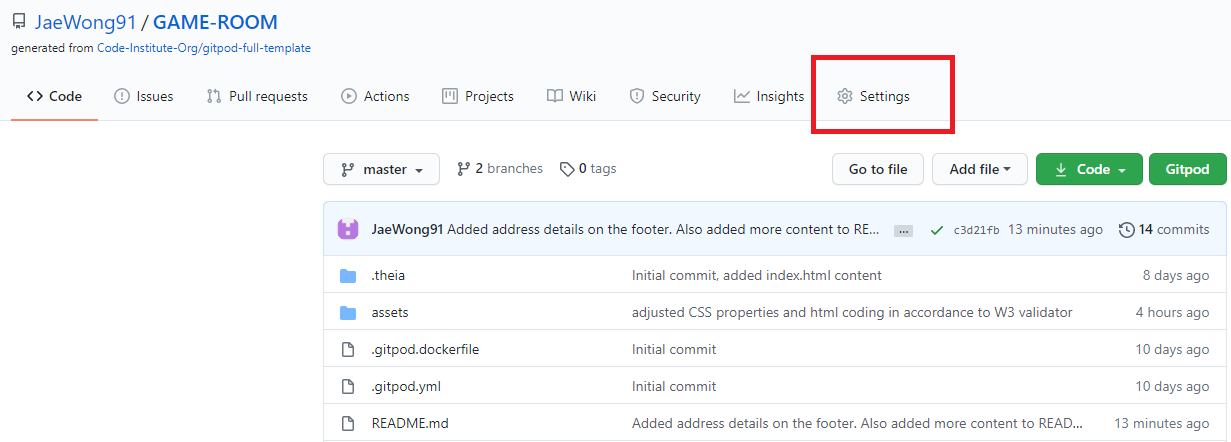 JaeWong91 / GAME-ROOM
generated from Code-Institute-Org/gitpod-full-template
Code Issues Pull requests Actions Projects Wiki Security Insights Settings
master 2 branches 0 tags Go to file Add file Code Gitpod
JaeWong91 Added address details on the footer. Also added more content to RE... ... c3d21fb 13 minutes ago 14 commits
.theia Initial commit, added index.html content 8 days ago
assets adjusted CSS properties and html coding in accordance to W3 validator 4 hours ago
.gitpod.dockerfile Initial commit 10 days ago
.gitpod.yml Initial commit 10 days ago
README.md Added address details on the footer. Also added more content to READ... 13 minutes ago